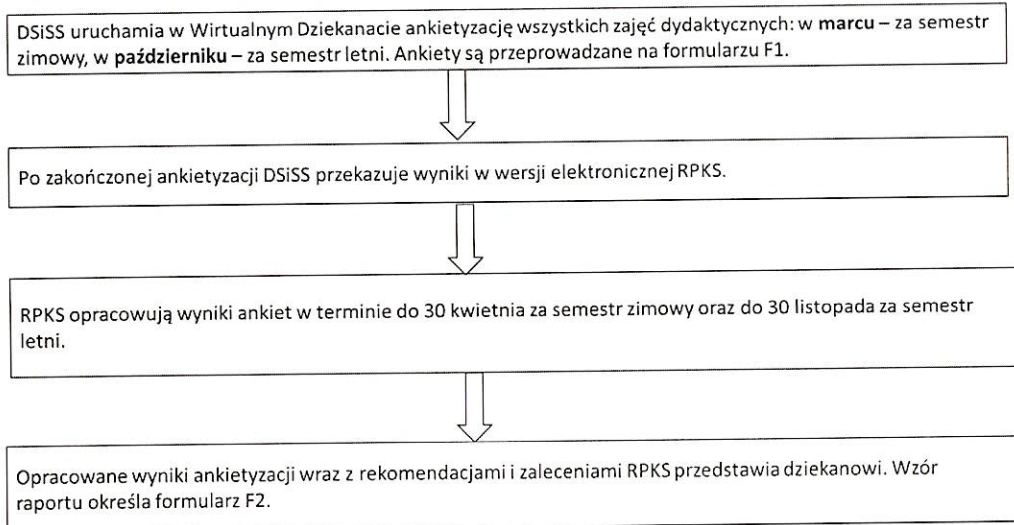 DSiSS uruchamia w Wirtualnym Dziekanacie ankietyzację wszystkich zajęć dydaktycznych: w marcu – za semestr
zimowy, w październiku – za semestr letni. Ankiety są przeprowadzane na formularzu F1.
Po zakończonej ankietyzacji DSiSS przekazuje wyniki w wersji elektronicznej RPKS.
RPKS opracowują wyniki ankiet w terminie do 30 kwietnia za semestr zimowy oraz do 30 listopada za semestr
letni.
Opracowane wyniki ankietyzacji wraz z rekomendacjami i zaleceniami RPKS przedstawia dziekanowi. Wzór
raportu określa formularz F2.